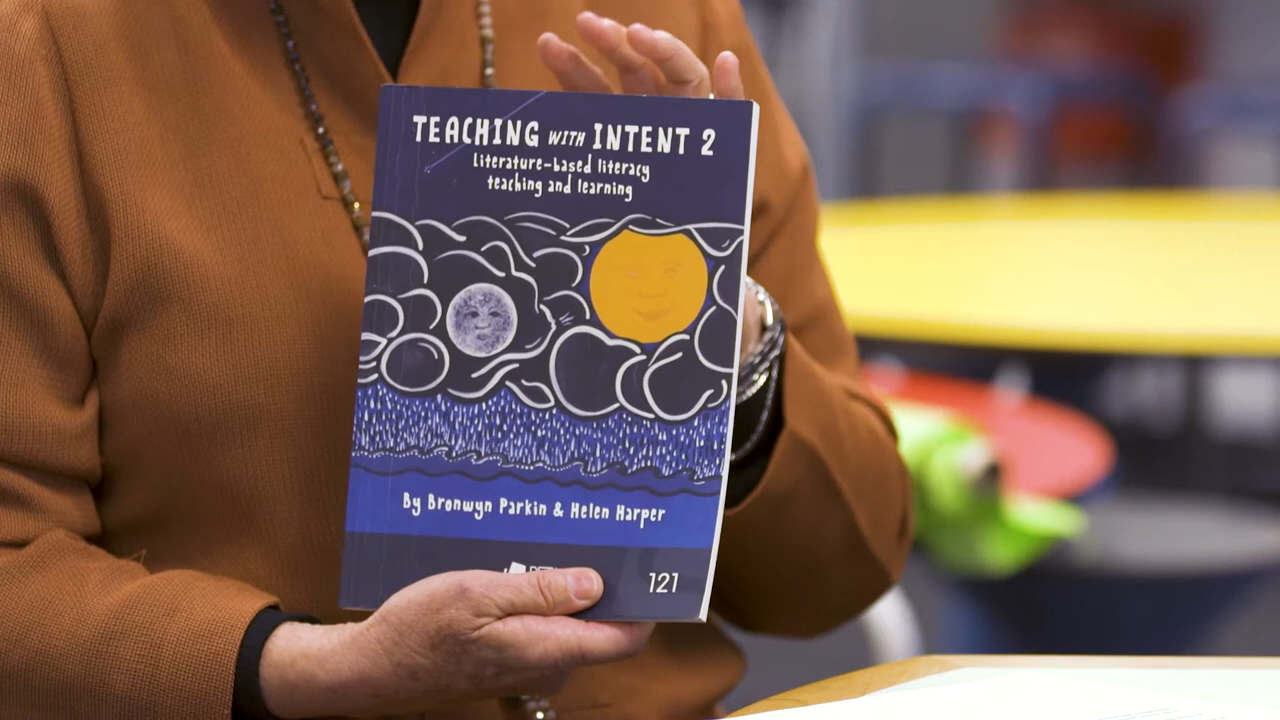 TEACHING WITH INTENT 2
Literature-based literacy
teaching and learning
By Bronwyn Parkin & Helen Harper
121